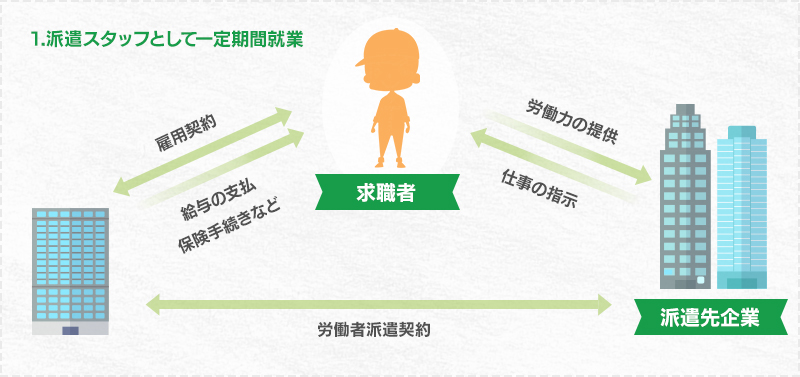 1.派遣スタッフとして一定期間就業
雇用契約
給与の支払
保険手続きなど
労働力の提供
仕事の指示
求職者
労働者派遣契約
派遣先企業